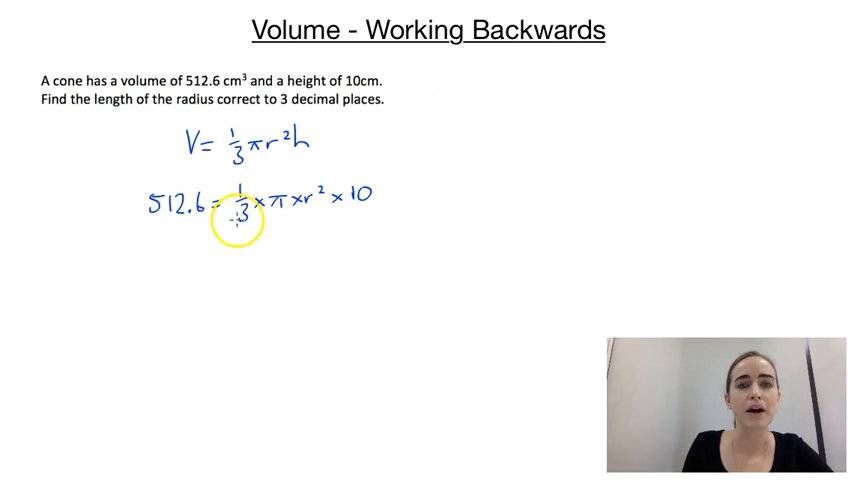 Volume - Working Backwards
A cone has a volume of 512.6 cm³ and a height of 10cm.
Find the length of the radius correct to 3 decimal places.
V = 1/3 πr²h
512.6 = 1/3 × π × r² × 10